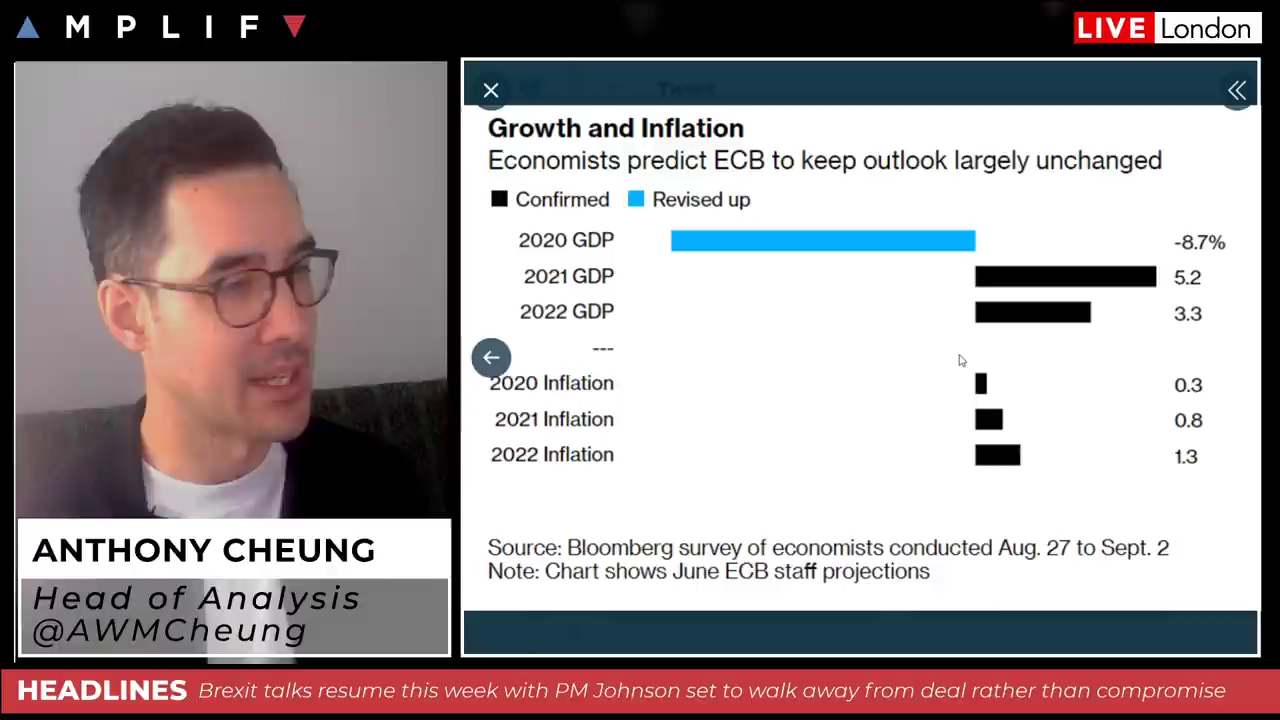 AMPLIFY
LIVE London
Growth and Inflation
Economists predict ECB to keep outlook largely unchanged
Confirmed Revised up
2020 GDP -8.7%
2021 GDP 5.2
2022 GDP 3.3
---
2020 Inflation 0.3
2021 Inflation 0.8
2022 Inflation 1.3
Source: Bloomberg survey of economists conducted Aug. 27 to Sept. 2
Note: Chart shows June ECB staff projections
ANTHONY CHEUNG
Head of Analysis
@AWMCheung
HEADLINES Brexit talks resume this week with PM Johnson set to walk away from deal rather than compromise